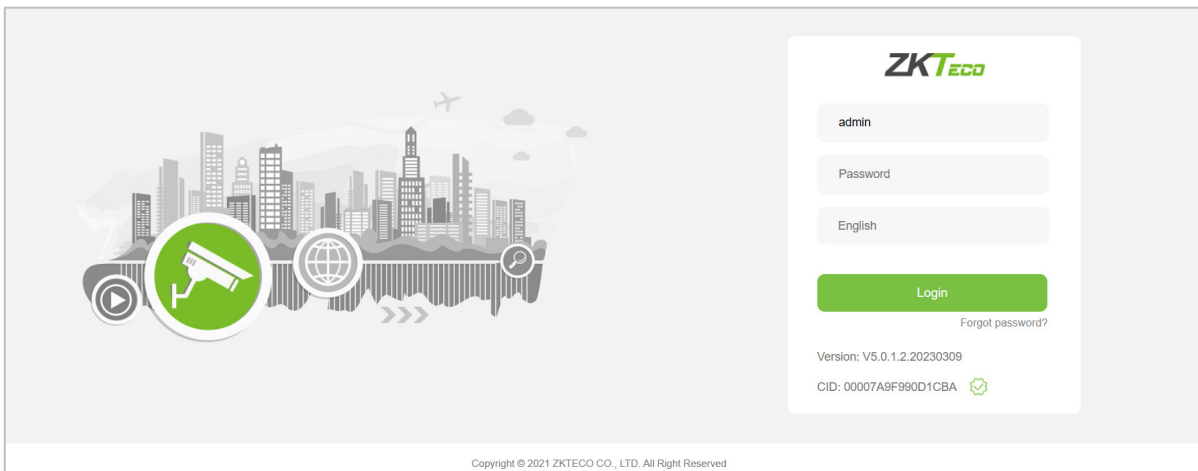 ZKTECO
admin
Password
English
Login
Forgot password?
Version: V5.0.1.2.20230309
CID: 00007A9F990D1CBA
Copyright © 2021 ZKTECO CO., LTD. All Right Reserved